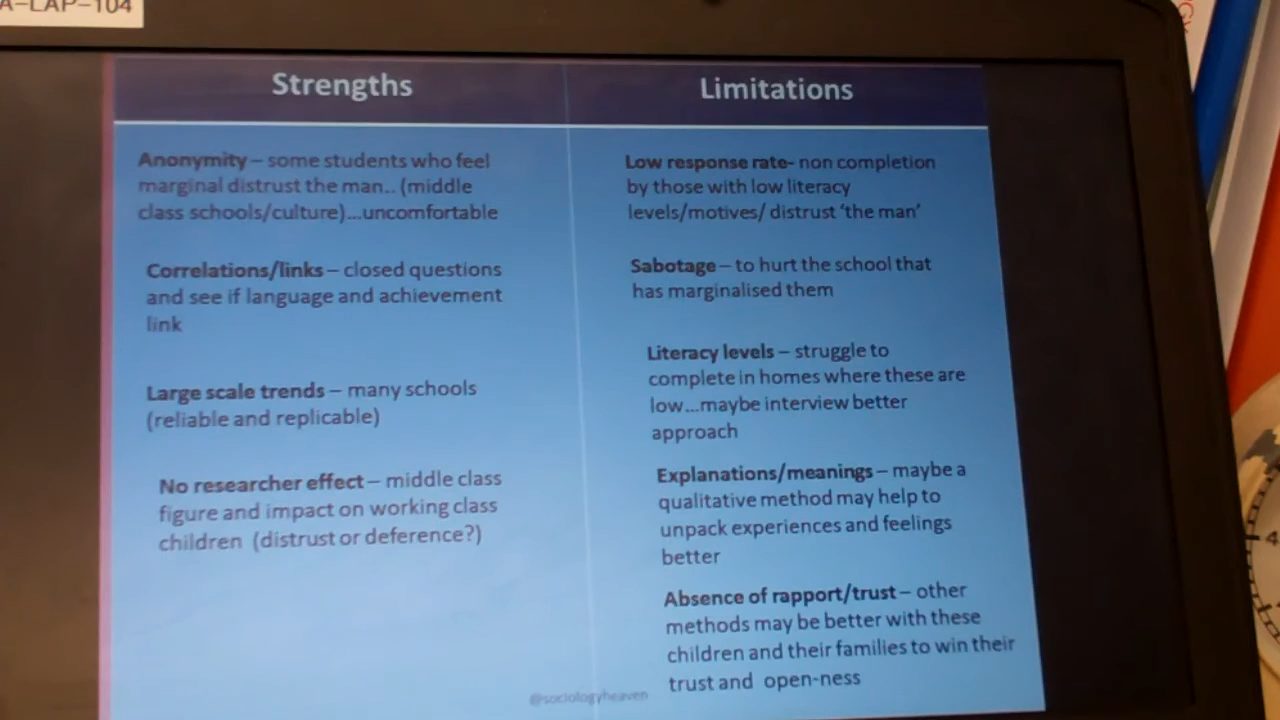 A-LAP-104
Strengths
Limitations
Anonymity – some students who feel
marginal distrust the man.. (middle
class schools/culture)...uncomfortable
Correlations/links – closed questions
and see if language and achievement
link
Large scale trends – many schools
(reliable and replicable)
No researcher effect – middle class
figure and impact on working class
children (distrust or deference?)
Low response rate- non completion
by those with low literacy
levels/motives/ distrust ‘the man’
Sabotage – to hurt the school that
has marginalised them
Literacy levels – struggle to
complete in homes where these are
low...maybe interview better
approach
Explanations/meanings – maybe a
qualitative method may help to
unpack experiences and feelings
better
Absence of rapport/trust – other
methods may be better with these
children and their families to win their
trust and open-ness
@sociologyheaven
4